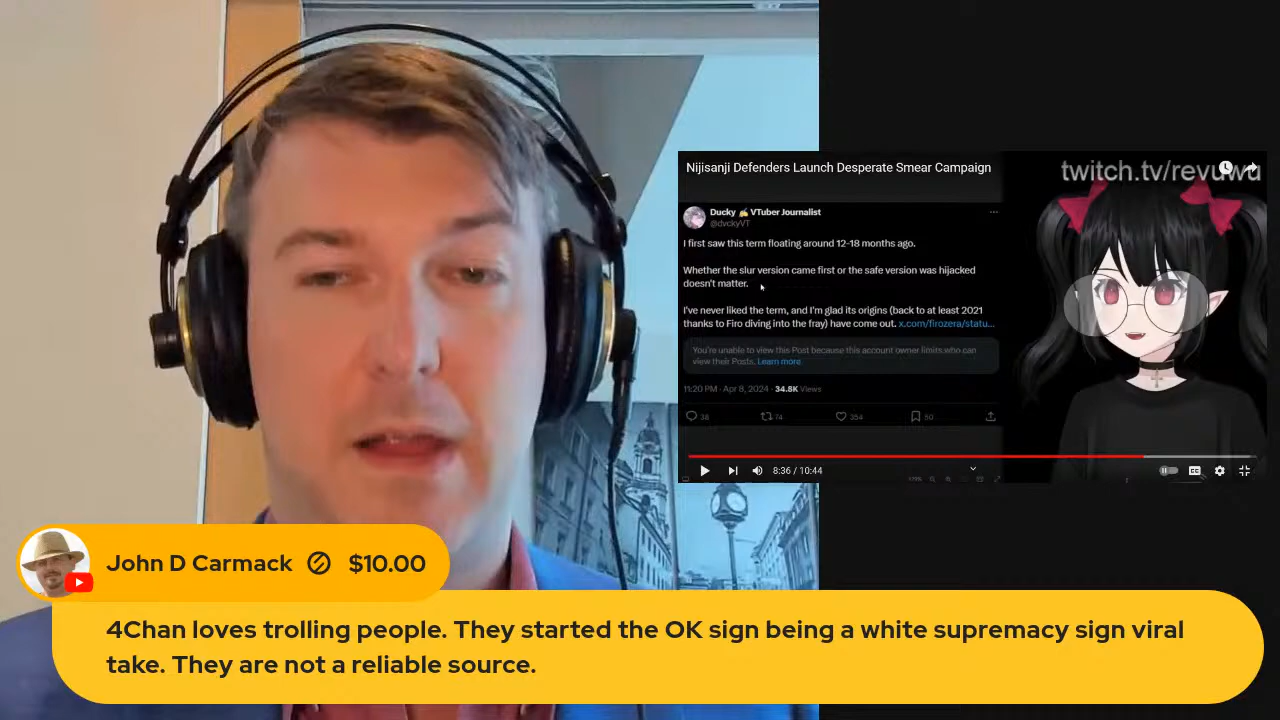 Nijisanji Defenders Launch Desperate Smear Campaign
twitch.tv/revuwu
Ducky ✍️ VTuber Journalist
@dvckyVT
I first saw this term floating around 12-18 months ago.
Whether the slur version came first or the safe version was hijacked
doesn't matter.
I've never liked the term, and I'm glad its origins (back to at least 2021
thanks to Firo diving into the fray) have come out. x.com/firozera/statu...
You're unable to view this Post because this account owner limits who can
view their Posts. Learn more
11:20 PM · Apr 8, 2024 · 34.8K Views
38 74 354 50
8:36 / 10:44
John D Carmack $10.00
4Chan loves trolling people. They started the OK sign being a white supremacy sign viral
take. They are not a reliable source.